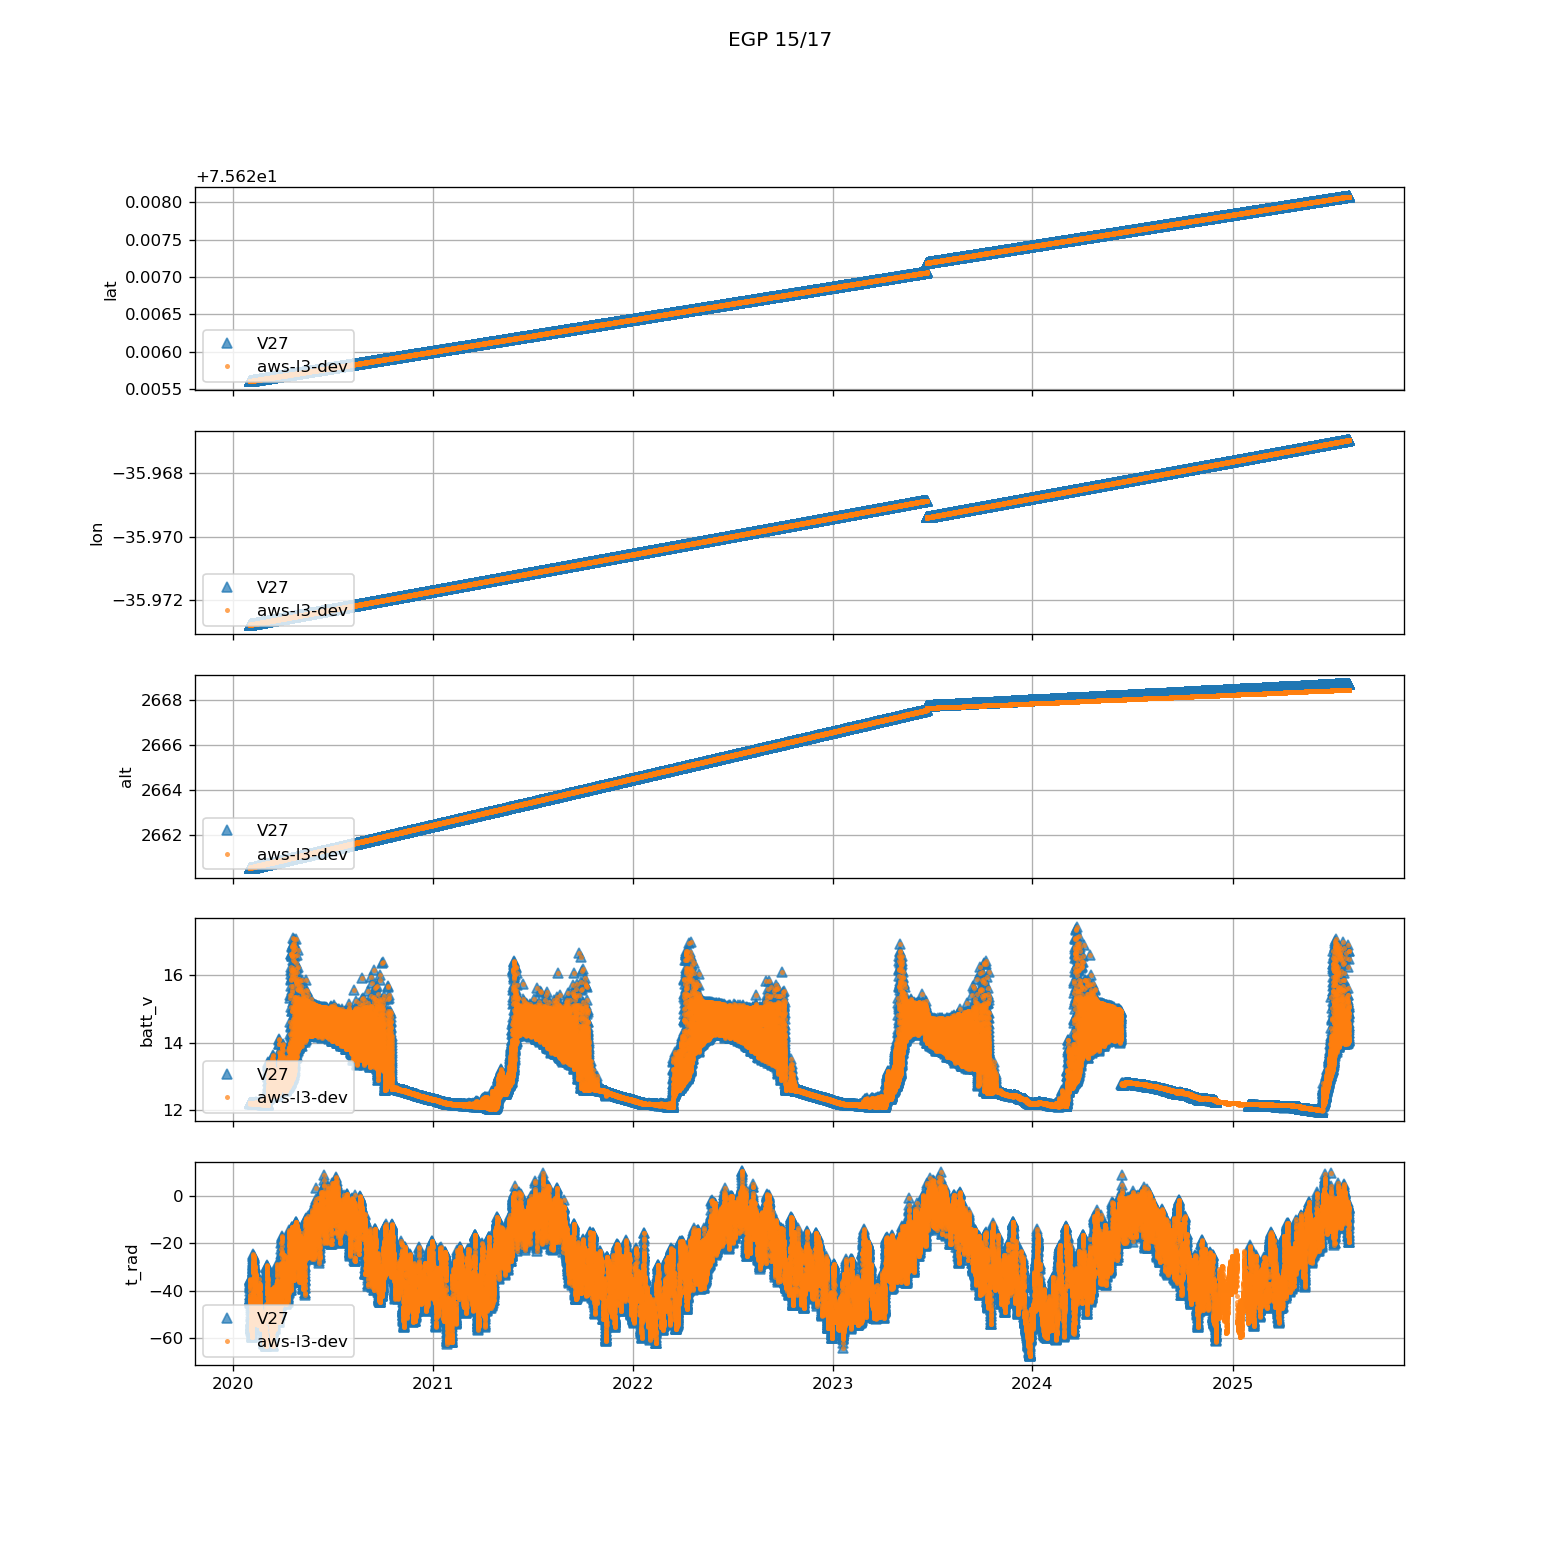 EGP 15/17
+7.562e1
0.0080
0.0075
0.0070
0.0065
0.0060
0.0055
lat
V27
aws-l3-dev
−35.968
−35.970
−35.972
lon
V27
aws-l3-dev
2668
2666
2664
2662
alt
V27
aws-l3-dev
16
14
12
batt_v
V27
aws-l3-dev
0
−20
−40
−60
t_rad
V27
aws-l3-dev
2020 2021 2022 2023 2024 2025